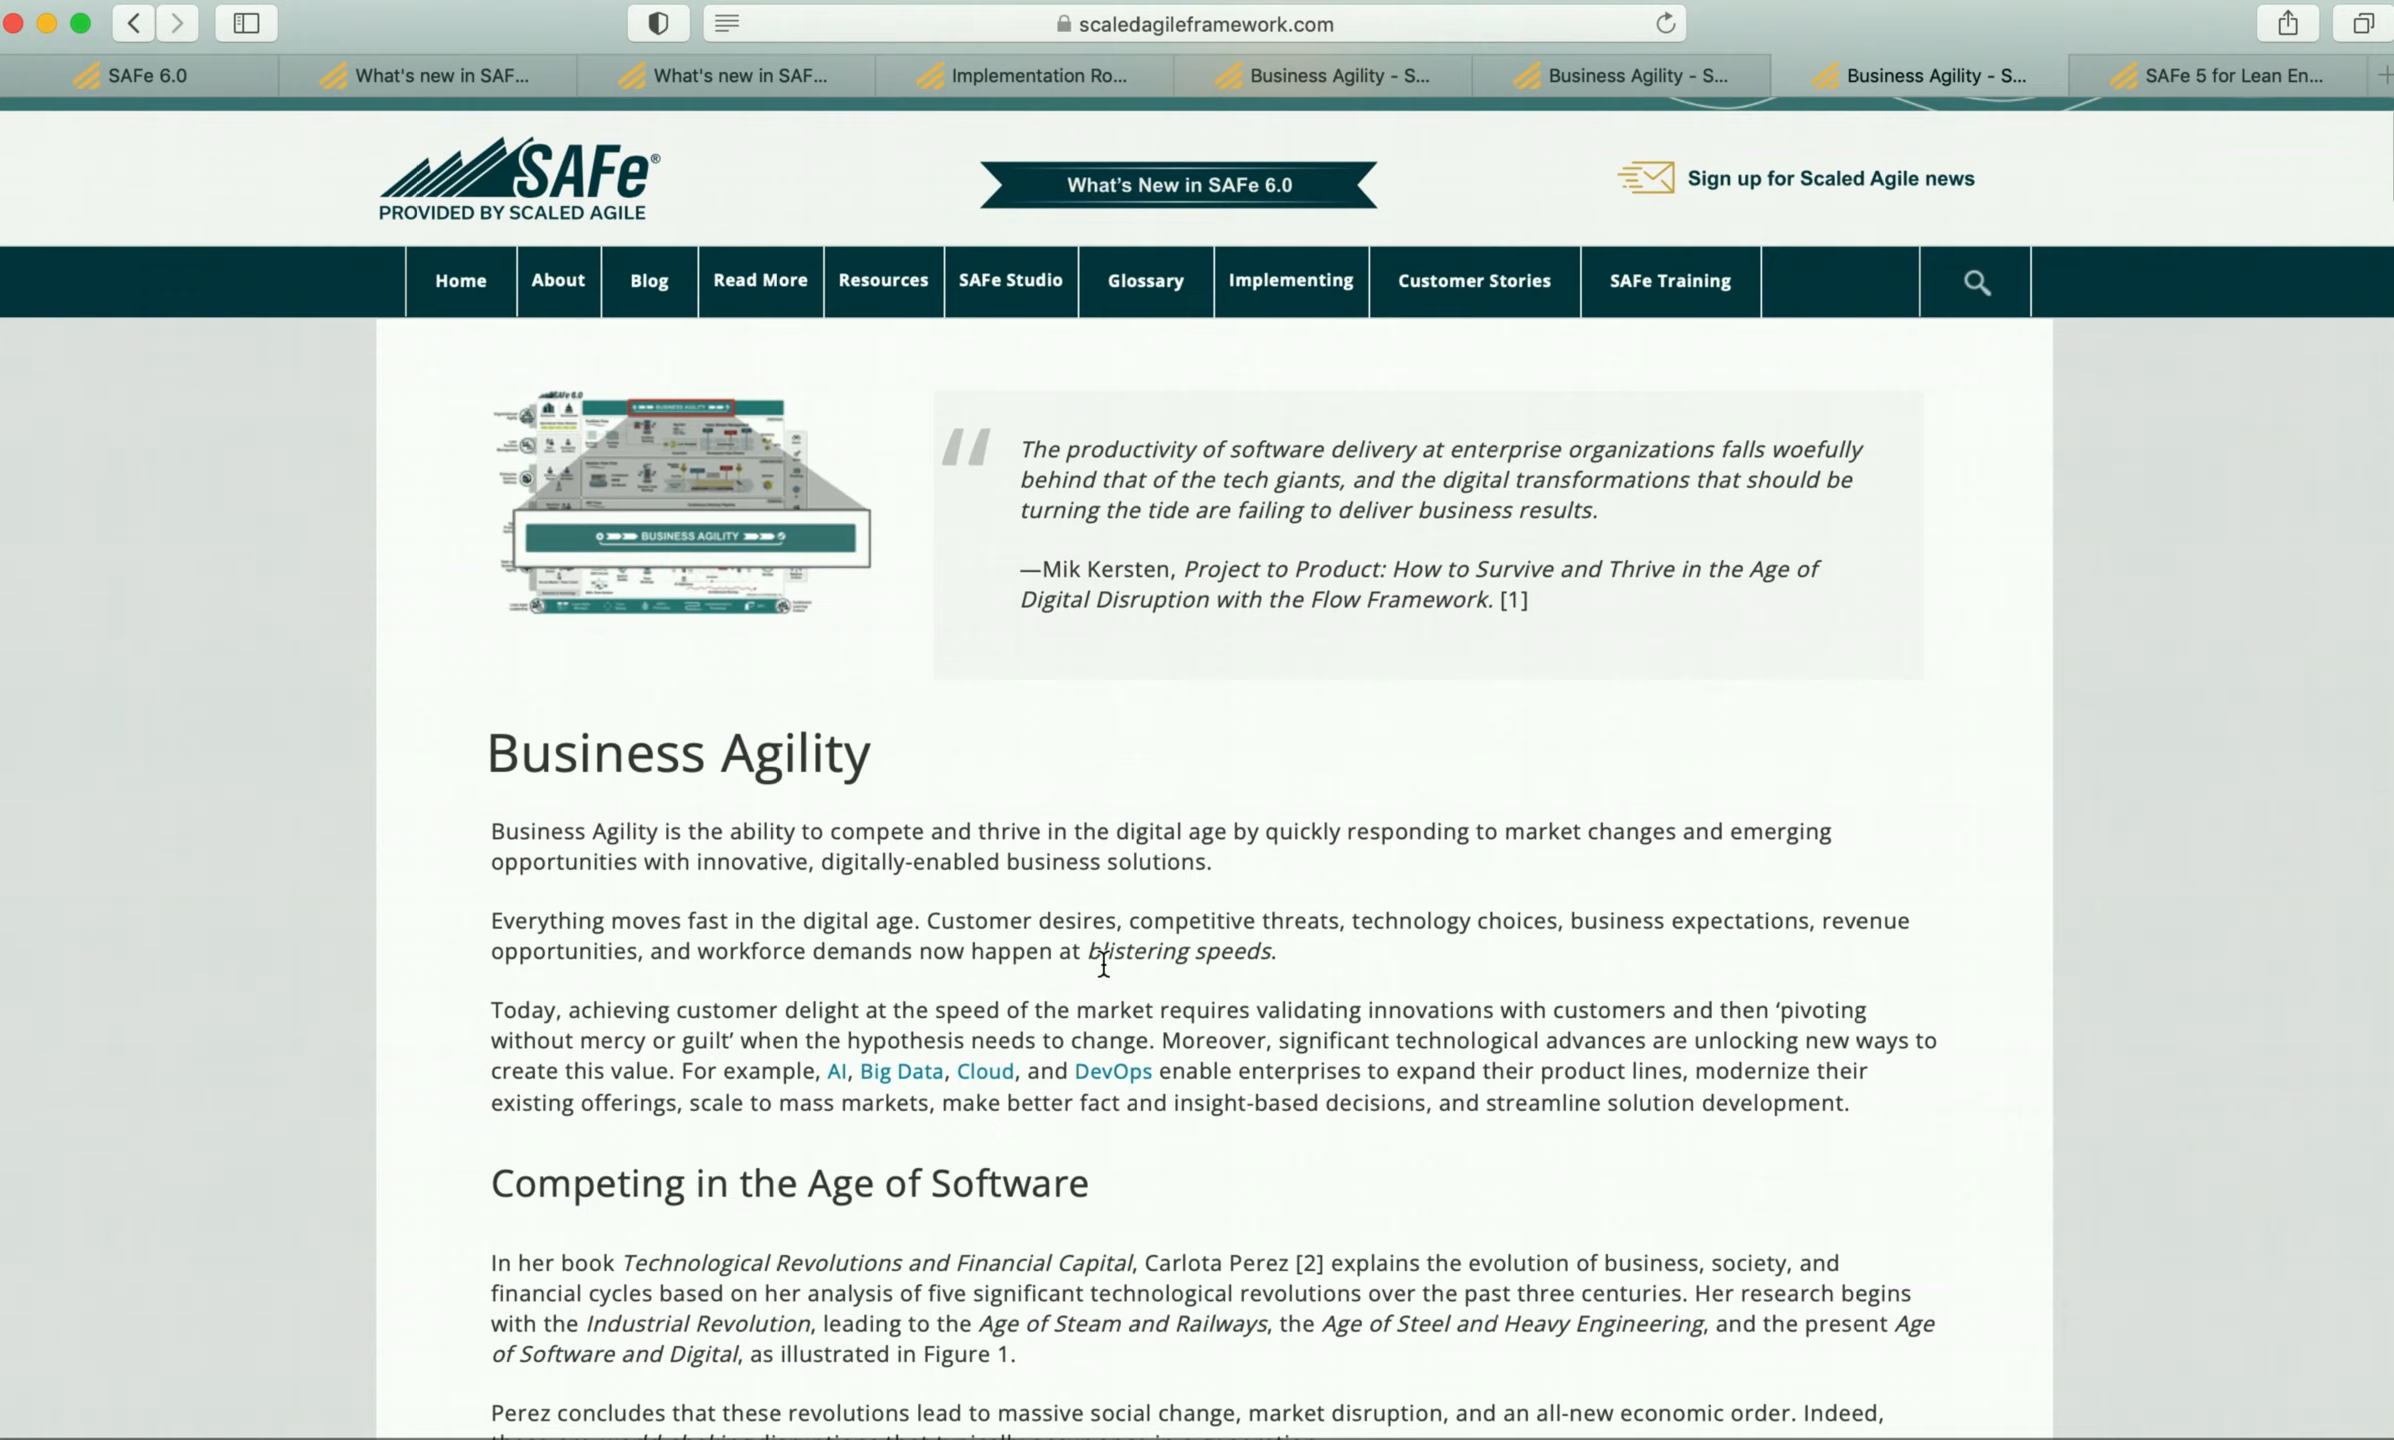 scaledagileframework.com
SAFe 6.0
What's new in SAF...
What's new in SAF...
Implementation Ro...
Business Agility - S...
Business Agility - S...
Business Agility - S...
SAFe 5 for Lean En...
SAFe®
PROVIDED BY SCALED AGILE
What's New in SAFe 6.0
Sign up for Scaled Agile news
Home
About
Blog
Read More
Resources
SAFe Studio
Glossary
Implementing
Customer Stories
SAFe Training
SAFe 6.0
BUSINESS AGILITY
BUSINESS AGILITY
“
The productivity of software delivery at enterprise organizations falls woefully
behind that of the tech giants, and the digital transformations that should be
turning the tide are failing to deliver business results.
—Mik Kersten, Project to Product: How to Survive and Thrive in the Age of
Digital Disruption with the Flow Framework. [1]
Business Agility
Business Agility is the ability to compete and thrive in the digital age by quickly responding to market changes and emerging
opportunities with innovative, digitally-enabled business solutions.
Everything moves fast in the digital age. Customer desires, competitive threats, technology choices, business expectations, revenue
opportunities, and workforce demands now happen at blistering speeds.
Today, achieving customer delight at the speed of the market requires validating innovations with customers and then ‘pivoting
without mercy or guilt’ when the hypothesis needs to change. Moreover, significant technological advances are unlocking new ways to
create this value. For example, AI, Big Data, Cloud, and DevOps enable enterprises to expand their product lines, modernize their
existing offerings, scale to mass markets, make better fact and insight-based decisions, and streamline solution development.
Competing in the Age of Software
In her book Technological Revolutions and Financial Capital, Carlota Perez [2] explains the evolution of business, society, and
financial cycles based on her analysis of five significant technological revolutions over the past three centuries. Her research begins
with the Industrial Revolution, leading to the Age of Steam and Railways, the Age of Steel and Heavy Engineering, and the present Age
of Software and Digital, as illustrated in Figure 1.
Perez concludes that these revolutions lead to massive social change, market disruption, and an all-new economic order. Indeed,